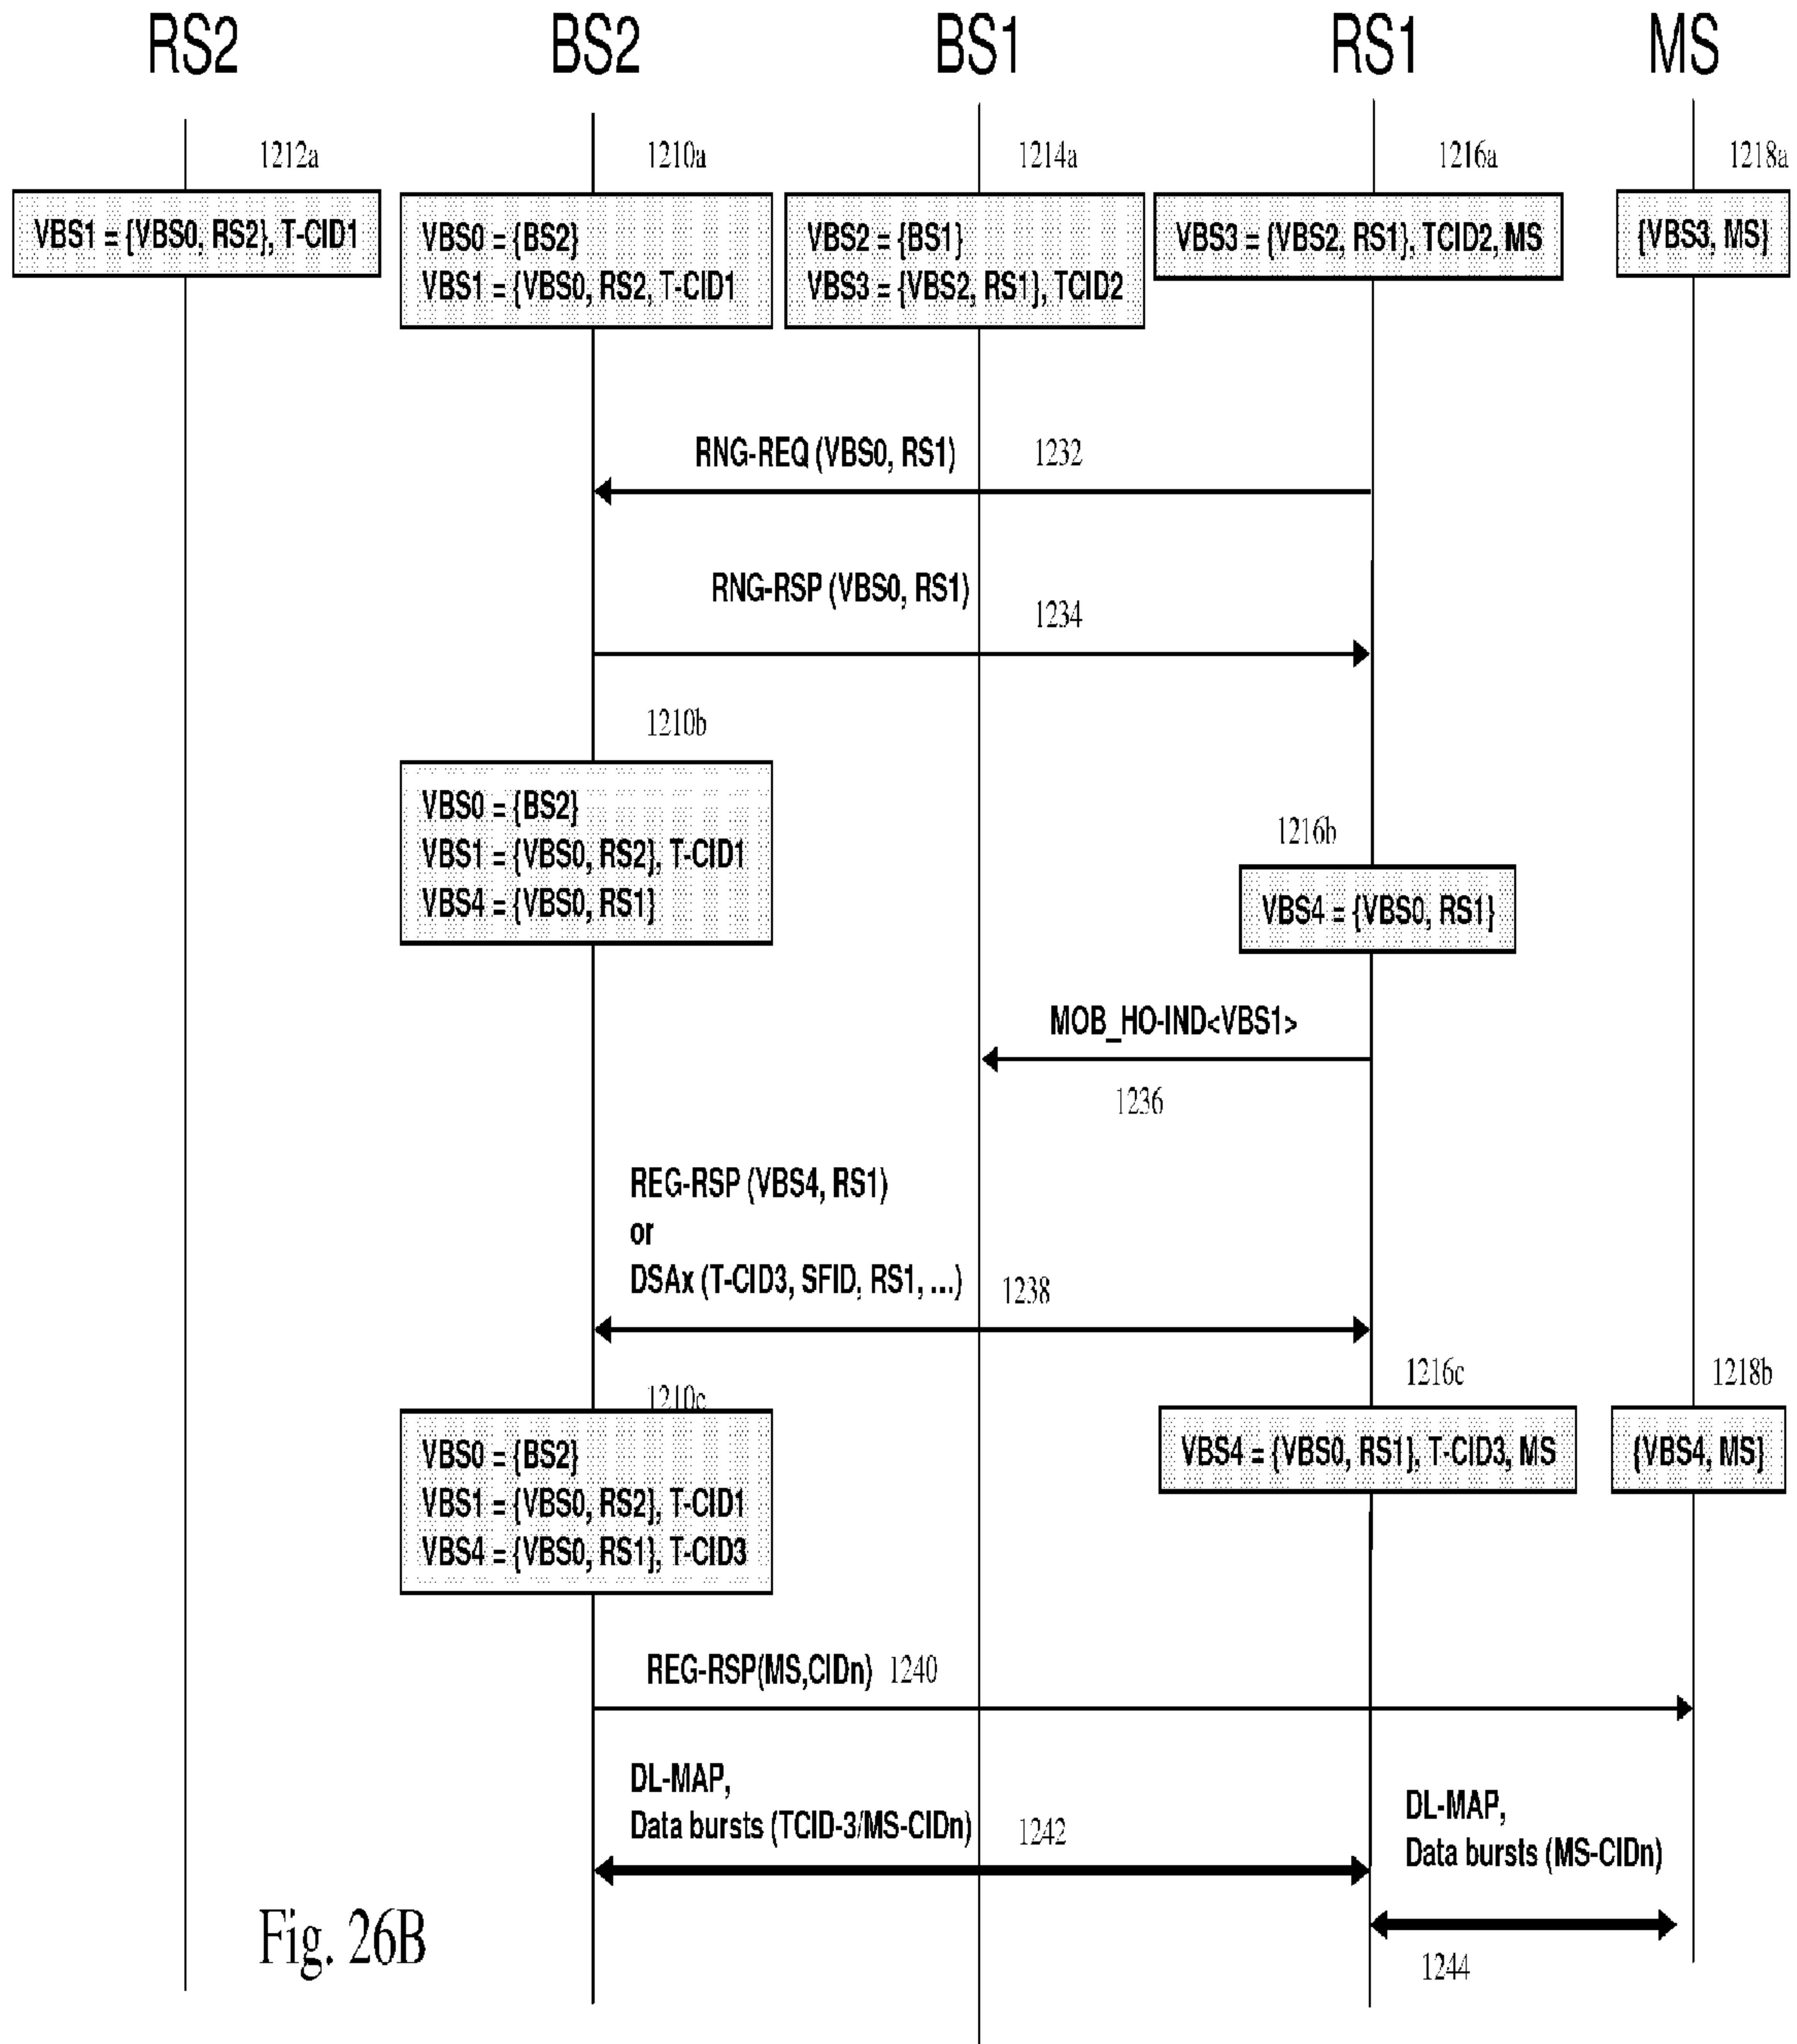 RS2
BS2
BS1
RS1
MS
1212a
1210a
1214a
1216a
1218a
VBS1 = {VBS0, RS2}, T-CID1
VBS0 = {BS2}
VBS1 = {VBS0, RS2, T-CID1
VBS2 = {BS1}
VBS3 = {VBS2, RS1}, TCID2
VBS3 = {VBS2, RS1}, TCID2, MS
{VBS3, MS}
RNG-REQ (VBS0, RS1)
1232
RNG-RSP (VBS0, RS1)
1234
1210b
VBS0 = {BS2}
VBS1 = {VBS0, RS2}, T-CID1
VBS4 = {VBS0, RS1]
1216b
VBS4 = {VBS0, RS1}
MOB_HO-IND<VBS1>
1236
REG-RSP (VBS4, RS1)
or
DSAx (T-CID3, SFID, RS1, ...)
1238
1210c
1216c
1218b
VBS0 = {BS2}
VBS1 = {VBS0, RS2}, T-CID1
VBS4 = {VBS0, RS1}, T-CID3
VBS4 = {VBS0, RS1}, T-CID3, MS
{VBS4, MS}
REG-RSP(MS,CIDn)
1240
DL-MAP,
Data bursts (TCID-3/MS-CIDn)
1242
DL-MAP,
Data bursts (MS-CIDn)
1244
Fig. 26B